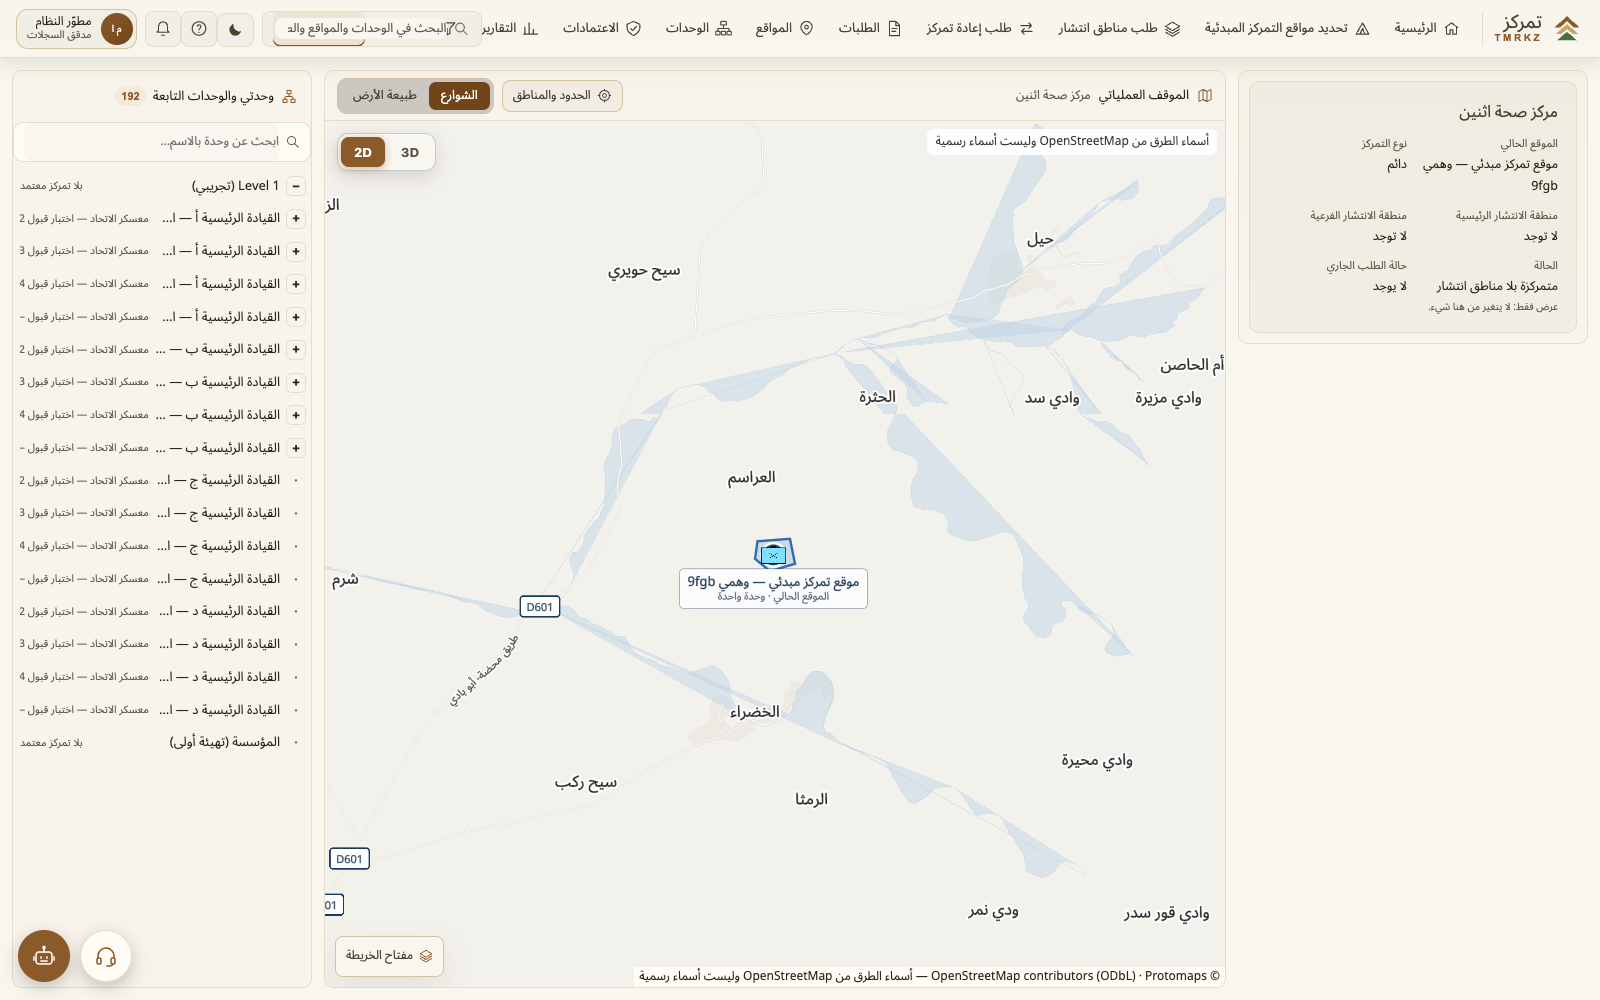 تمركز
TMRKZ
الرئيسية
تحديد مواقع التمركز المبدئية
طلب مناطق انتشار
طلب إعادة تمركز
الطلبات
المواقع
الوحدات
الاعتمادات
التقارير
البحث في الوحدات والمواقع والد
مطوّر النظام
مدقق السجلات
م ا
مركز صحة اثنين
الموقع الحالي
نوع التمركز
موقع تمركز مبدئي — وهمي 9fgb
دائم
منطقة الانتشار الرئيسية
منطقة الانتشار الفرعية
لا توجد
لا توجد
الحالة
حالة الطلب الجاري
متمركزة بلا مناطق انتشار
لا يوجد
عرض فقط: لا يتغير من هنا شيء.
الموقف العملياتي
مركز صحة اثنين
الحدود والمناطق
الشوارع
طبيعة الأرض
أسماء الطرق من OpenStreetMap وليست أسماء رسمية
2D
3D
حيل
سيح حويري
أم الحاصن
الحثرة
وادي سد
وادي مزيرة
العراسم
موقع تمركز مبدئي — وهمي 9fgb
الموقع الحالي · وحدة واحدة
شرم
D601
طريق محضة- أبو بادي
الخضراء
وادي محيرة
سيح ركب
الرمثا
D601
01
ودي نمر
وادي قور سدر
مفتاح الخريطة
© OpenStreetMap contributors (ODbL) · Protomaps — أسماء الطرق من OpenStreetMap وليست أسماء رسمية
وحدتي والوحدات التابعة
192
ابحث عن وحدة بالاسم...
Level 1 (تجريبي)
بلا تمركز معتمد
القيادة الرئيسية أ — ا... معسكر الاتحاد — اختبار قبول 2
القيادة الرئيسية أ — ا... معسكر الاتحاد — اختبار قبول 3
القيادة الرئيسية أ — ا... معسكر الاتحاد — اختبار قبول 4
القيادة الرئيسية أ — ا... معسكر الاتحاد — اختبار قبول –
القيادة الرئيسية ب — ... معسكر الاتحاد — اختبار قبول 2
القيادة الرئيسية ب — ... معسكر الاتحاد — اختبار قبول 3
القيادة الرئيسية ب — ... معسكر الاتحاد — اختبار قبول 4
القيادة الرئيسية ب — ... معسكر الاتحاد — اختبار قبول –
القيادة الرئيسية ج — ا... معسكر الاتحاد — اختبار قبول 2
القيادة الرئيسية ج — ا... معسكر الاتحاد — اختبار قبول 3
القيادة الرئيسية ج — ا... معسكر الاتحاد — اختبار قبول 4
القيادة الرئيسية ج — ا... معسكر الاتحاد — اختبار قبول –
القيادة الرئيسية د — ا... معسكر الاتحاد — اختبار قبول 2
القيادة الرئيسية د — ا... معسكر الاتحاد — اختبار قبول 3
القيادة الرئيسية د — ا... معسكر الاتحاد — اختبار قبول 4
القيادة الرئيسية د — ا... معسكر الاتحاد — اختبار قبول –
المؤسسة (تهيئة أولى)
بلا تمركز معتمد